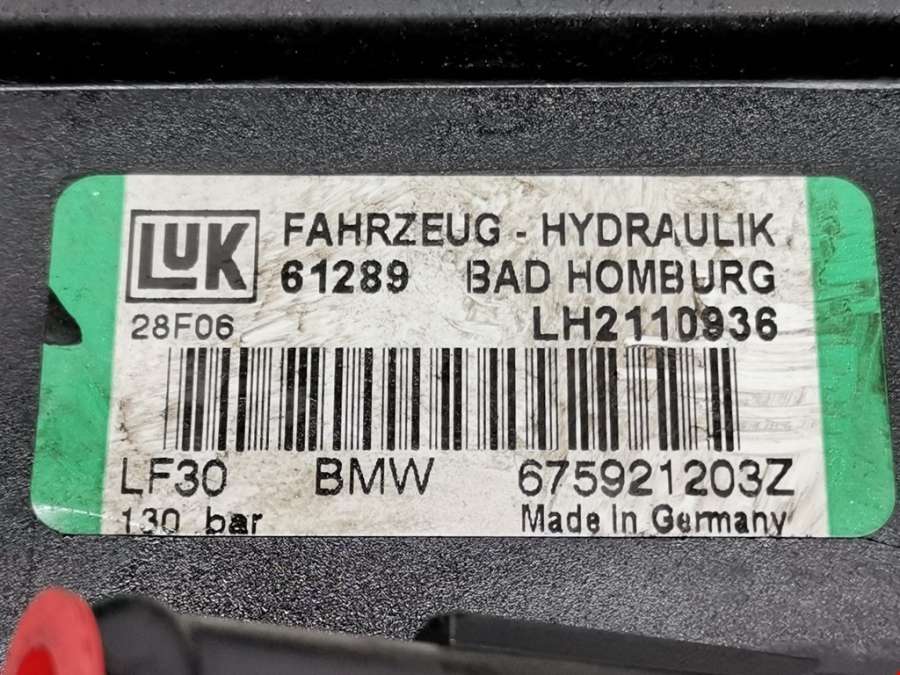 LUK FAHRZEUG - HYDRAULIK
61289 BAD HOMBURG
28F06 LH2110936
LF30 BMW 675921203Z
130 bar Made In Germany